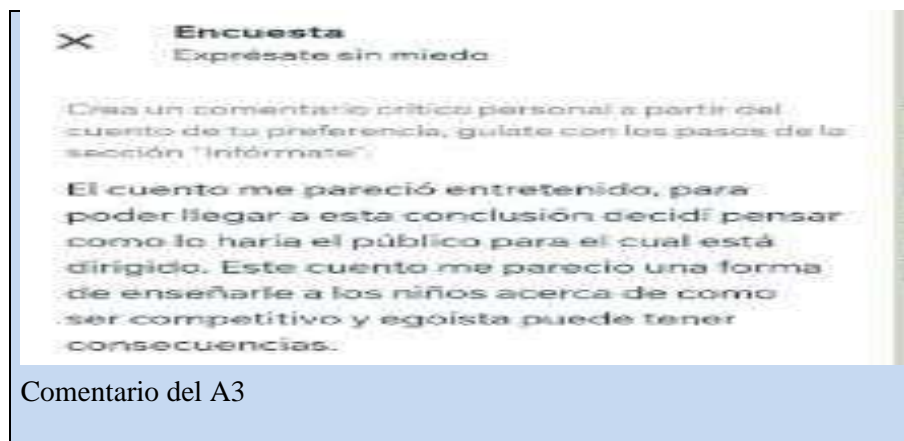 Encuesta
Exprésate sin miedo
Crea un comentario crítico personal a partir del
cuento de tu preferencia, guíate con los pasos de la
sección "Infórmate".
El cuento me pareció entretenido, para
poder llegar a esta conclusión decidí pensar
como lo haría el público para el cual está
dirigido. Este cuento me parecio una forma
de enseñarle a los niños acerca de como
ser competitivo y egoísta puede tener
consecuencias.
Comentario del A3